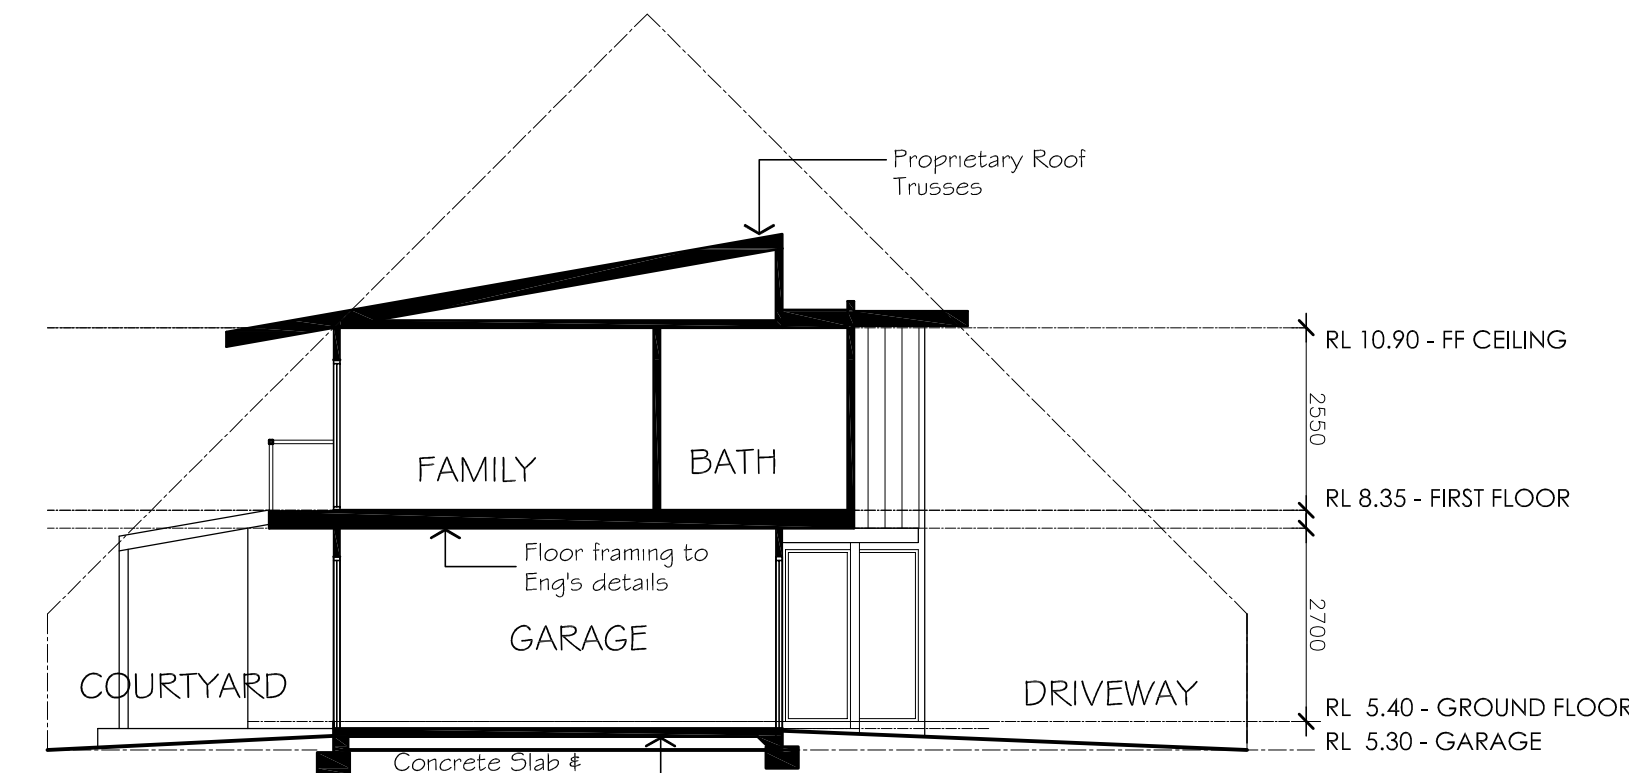 Proprietary Roof
Trusses
RL 10.90 - FF CEILING
2550
FAMILY
BATH
RL 8.35 - FIRST FLOOR
Floor framing to
Eng's details
2700
GARAGE
COURTYARD
DRIVEWAY
RL 5.40 - GROUND FLOOR
RL 5.30 - GARAGE
Concrete Slab &